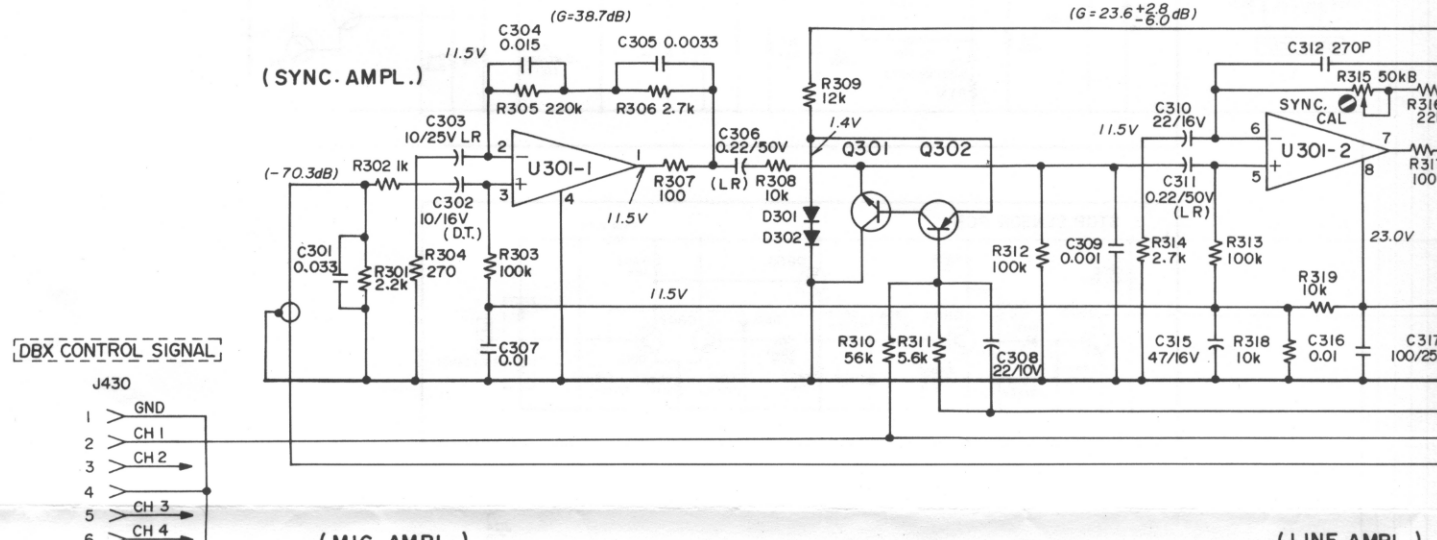 (G=38.7dB)
(G = 23.6 +2.8 -6.0 dB)
(SYNC. AMPL.)
11.5V
C304
0.015
C305 0.0033
R305 220k
R306 2.7k
C303
10/25V LR
(-70.3dB)
R302 1k
2
3
U301-1
1
4
C302
10/16V
(D.T.)
R307
100
11.5V
C306
0.22/50V
(LR)
R308
10k
R309
12k
1.4V
Q301
Q302
D301
D302
C301
0.033
R301
2.2k
R304
270
R303
100k
11.5V
C307
0.01
R310
56k
R311
5.6k
C308
22/10V
R312
100k
C309
0.001
C312 270P
R315 50kB
SYNC.
CAL
R316
C310
22/16V
11.5V
6
5
U301-2
7
8
C311
0.22/50V
(LR)
100
R314
2.7k
R313
100k
23.0V
R319
10k
C315
47/16V
R318
10k
C316
0.01
C317
DBX CONTROL SIGNAL
J430
1 GND
2 CH 1
3 CH 2
4
5 CH 3
6 CH 4
(MIC. AMPL.)
(LINE AMPL.)